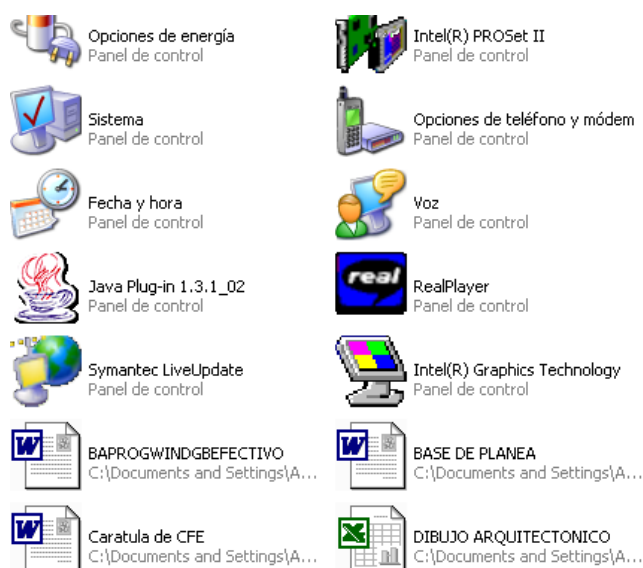 Opciones de energía
Panel de control
Intel(R) PROSet II
Panel de control
Sistema
Panel de control
Opciones de teléfono y módem
Panel de control
Fecha y hora
Panel de control
Voz
Panel de control
Java Plug-in 1.3.1_02
Panel de control
real
RealPlayer
Panel de control
Symantec LiveUpdate
Panel de control
Intel(R) Graphics Technology
Panel de control
W
BAPROGWINDGBEFECTIVO
C:\Documents and Settings\A...
W
BASE DE PLANEA
C:\Documents and Settings\A...
W
Caratula de CFE
C:\Documents and Settings\A...
X
DIBUJO ARQUITECTONICO
C:\Documents and Settings\A...